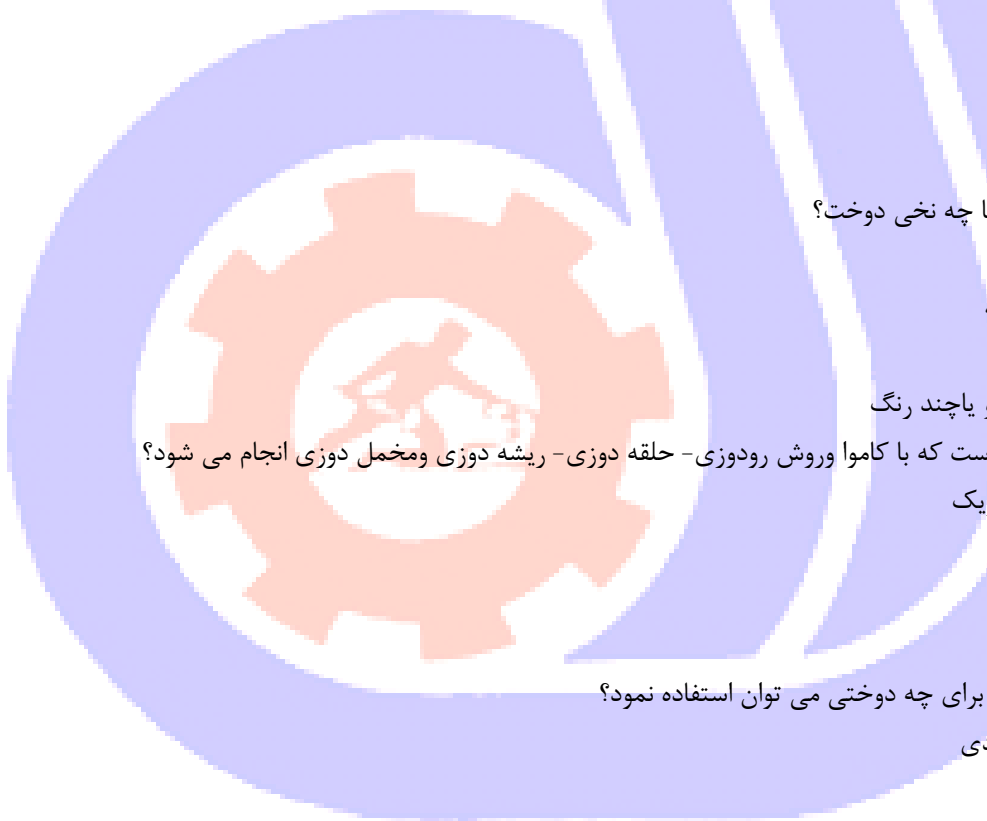 چه نخی دوخت؟
یاچند رنگ
ست که با کاموا وروش رودوزی- حلقه دوزی- ریشه دوزی ومخمل دوزی انجام می شود؟
یک
برای چه دوختی می توان استفاده نمود؟
دی